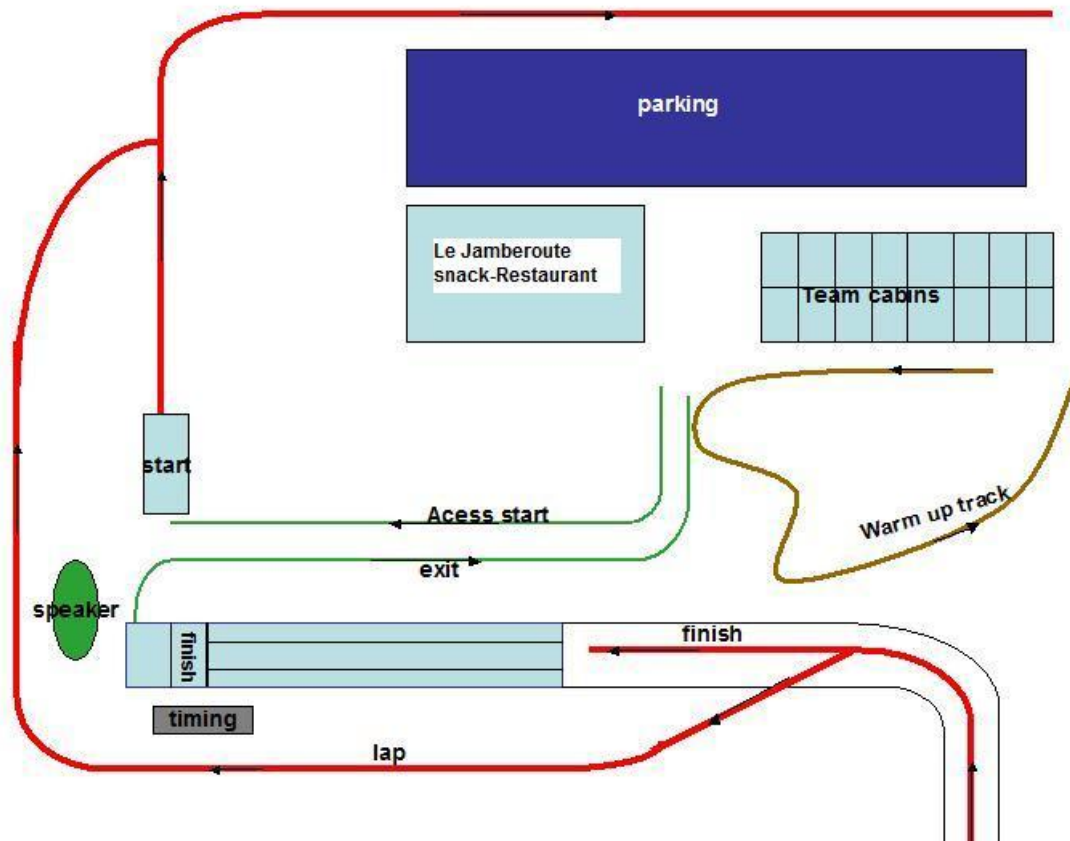 parking
Le Jamberoute
snack-Restaurant
Team cabins
start
Acess start
Warm up track
exit
speaker
finish
finish
timing
lap